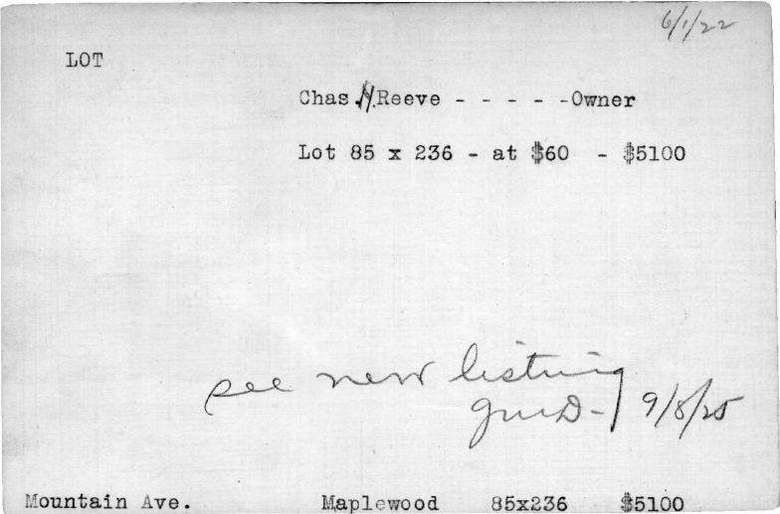 6/1/22
LOT
Chas.H.Reeve - - - - -Owner
Lot 85 x 236 - at $60 - $5100
see new listing
9/8/25
Mountain Ave. Maplewood 85x236 $5100